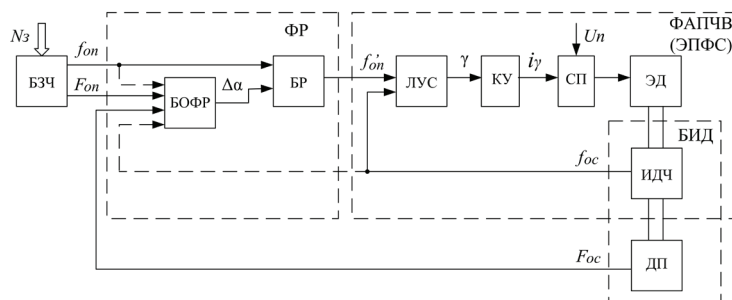 Nз
fоп
Fоп
БЗЧ
ФР
БОФР
Δα
БР
f'оп
ФАПЧВ
(ЭПФС)
ЛУС
γ
КУ
iγ
Uп
СП
ЭД
БИД
fос
ИДЧ
Fос
ДП